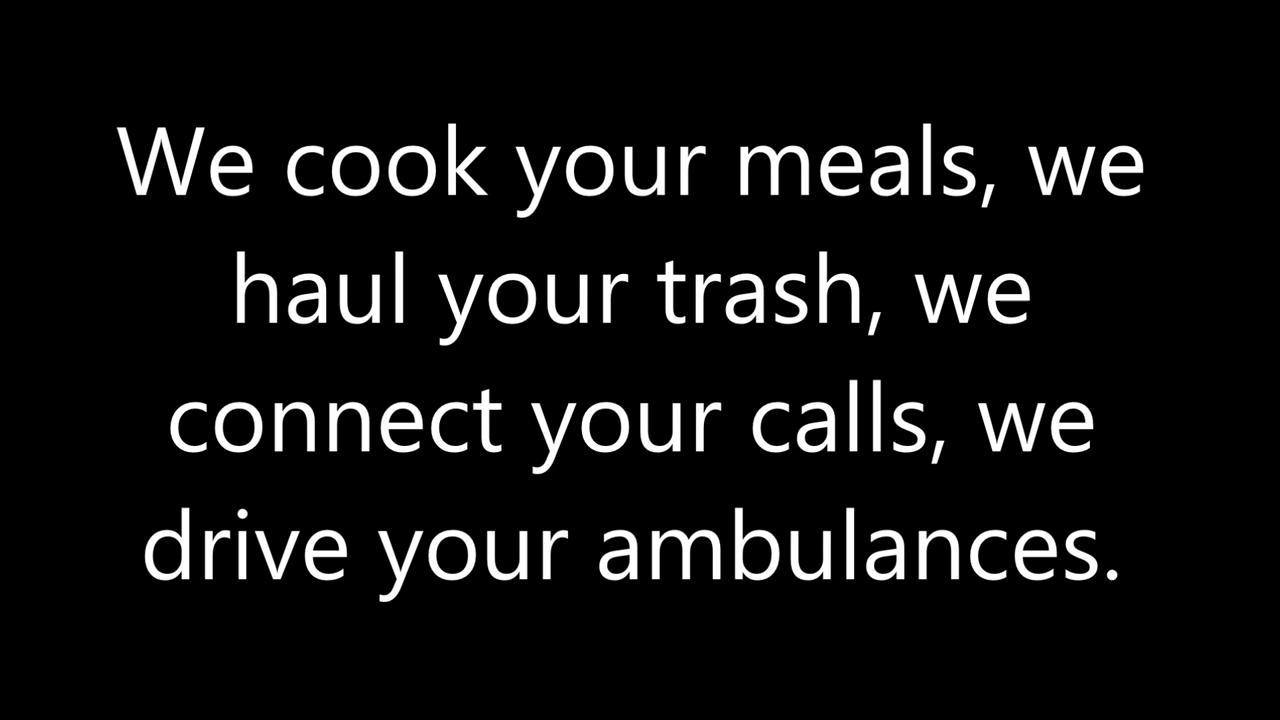 We cook your meals, we
haul your trash, we
connect your calls, we
drive your ambulances.